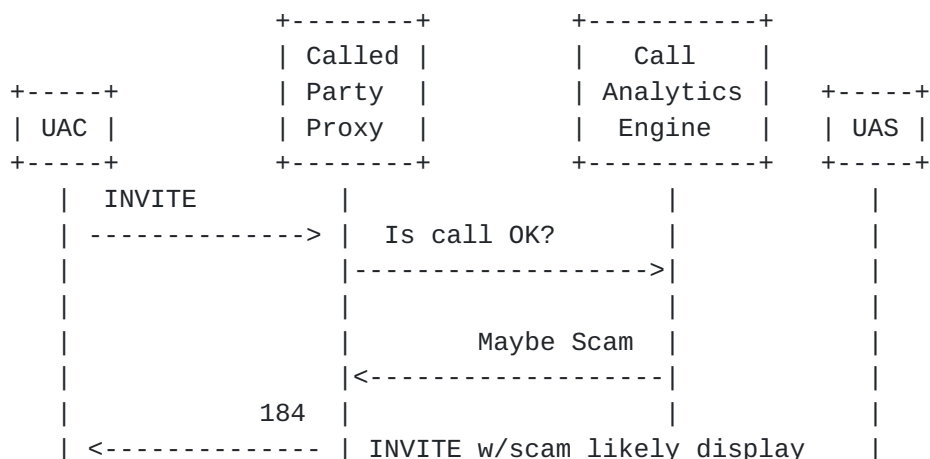 Called Call
Party Analytics
UAC Proxy Engine UAS
INVITE
Is call OK?
Maybe Scam
184
INVITE w/scam likely display